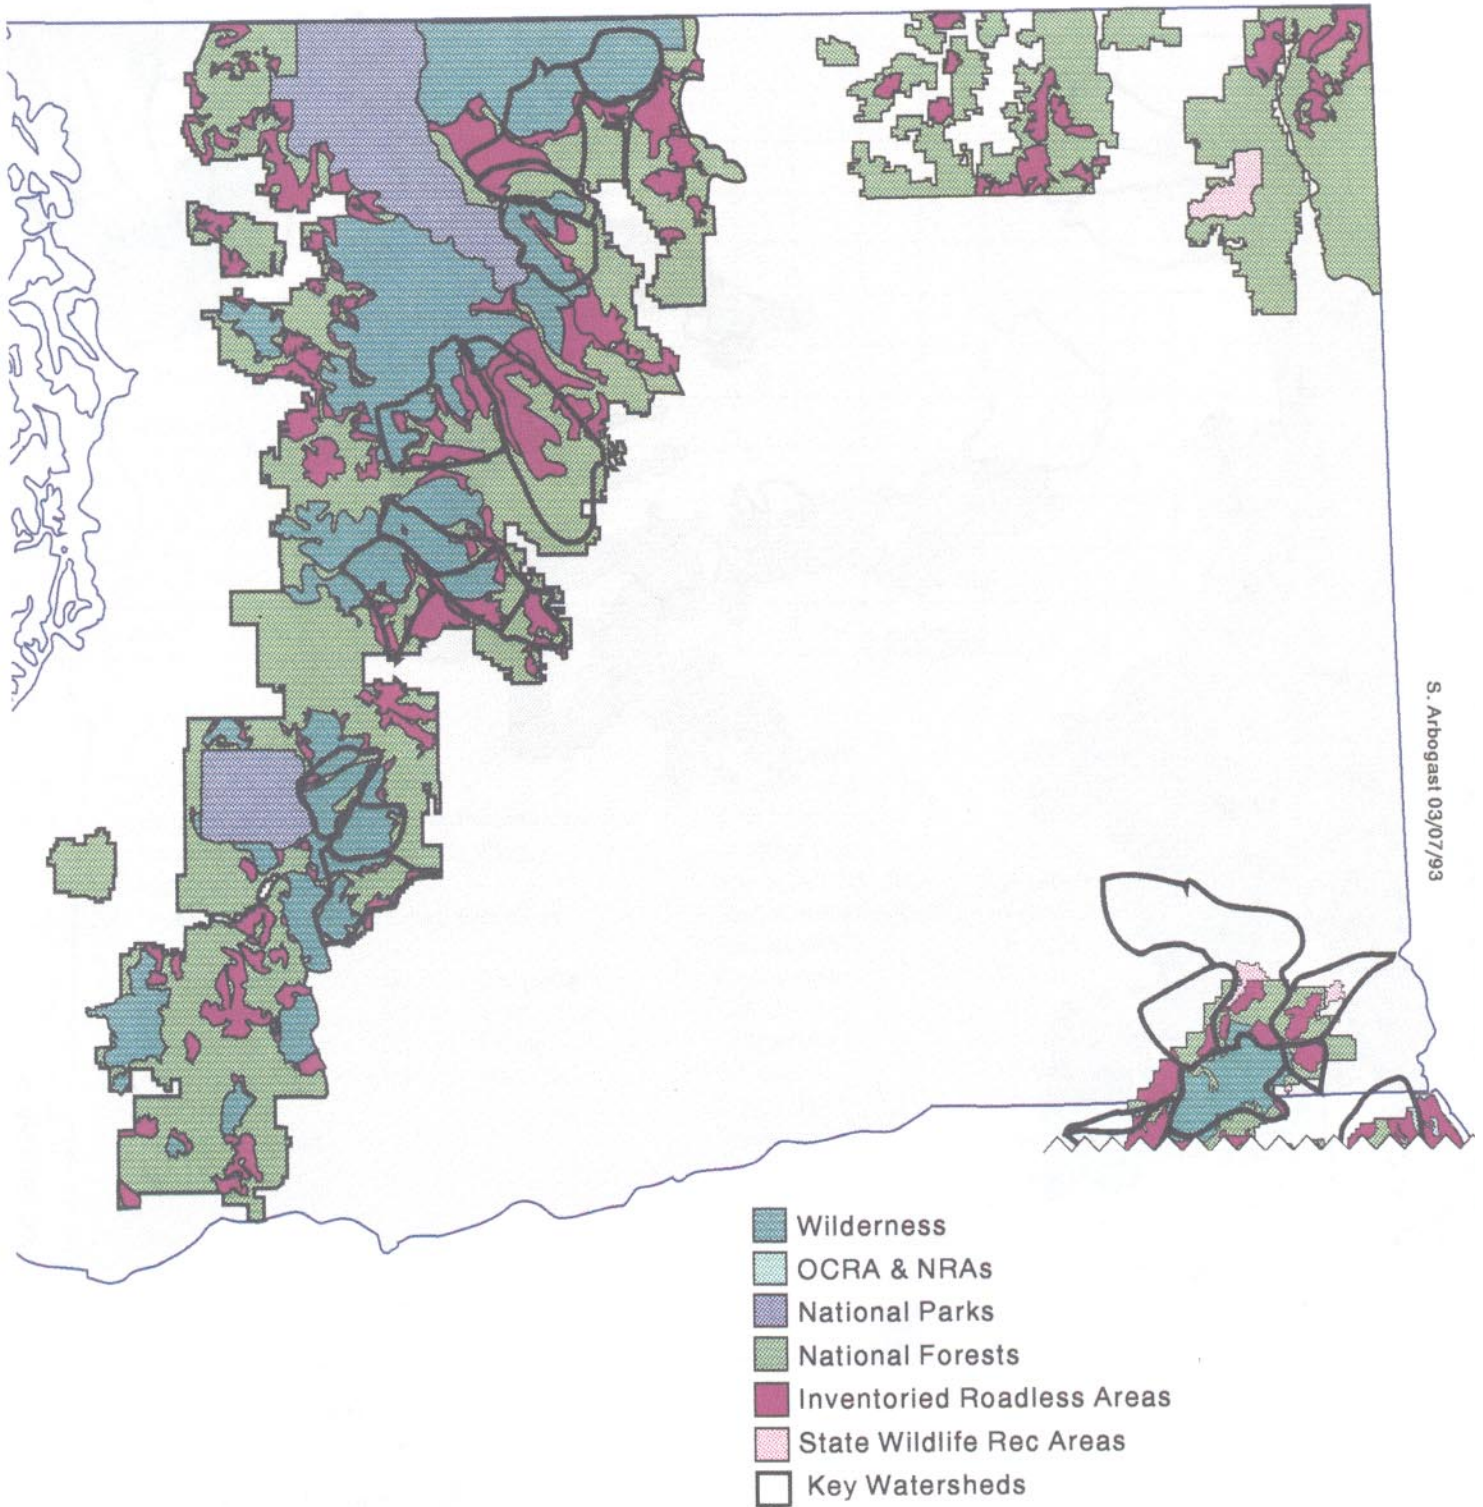 S. Arbogast 03/07/93
Wilderness
OCRA & NRAs
National Parks
National Forests
Inventoried Roadless Areas
State Wildlife Rec Areas
Key Watersheds